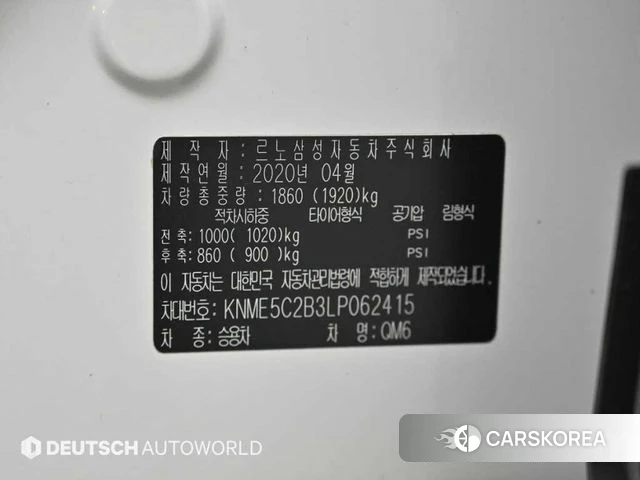 제 작 자 : 르노삼성자동차주식회사
제작연월 : 2020년 04월
차량 총중량 : 1860 (1920)kg
적차시하중 타이어형식 공기압 림형식
전 축: 1000( 1020)kg PSI
후 축: 860 ( 900 )kg PSI
이 자동차는 대한민국 자동차관리법령에 적합하게 제작되었습니다.
차대번호: KNME5C2B3LP062415
차 종: 승용차 차 명: QM6
DEUTSCH AUTOWORLD
CARSKOREA